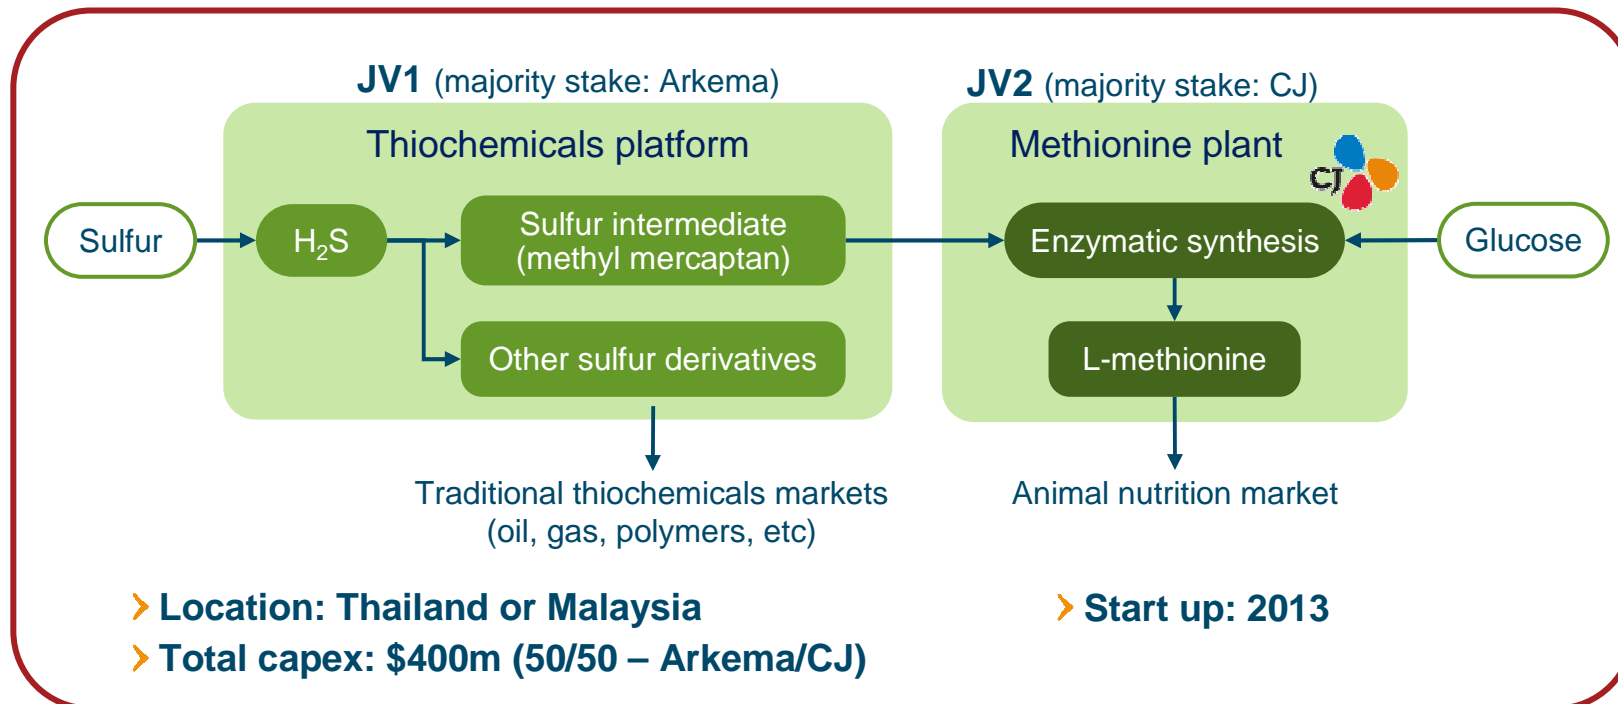 JV1 (majority stake: Arkema)
JV2 (majority stake: CJ)
Thiochemicals platform
Methionine plant
CJ
Sulfur
H₂S
Sulfur intermediate
(methyl mercaptan)
Enzymatic synthesis
Glucose
Other sulfur derivatives
L-methionine
Traditional thiochemicals markets
(oil, gas, polymers, etc)
Animal nutrition market
Location: Thailand or Malaysia
Start up: 2013
Total capex: $400m (50/50 – Arkema/CJ)